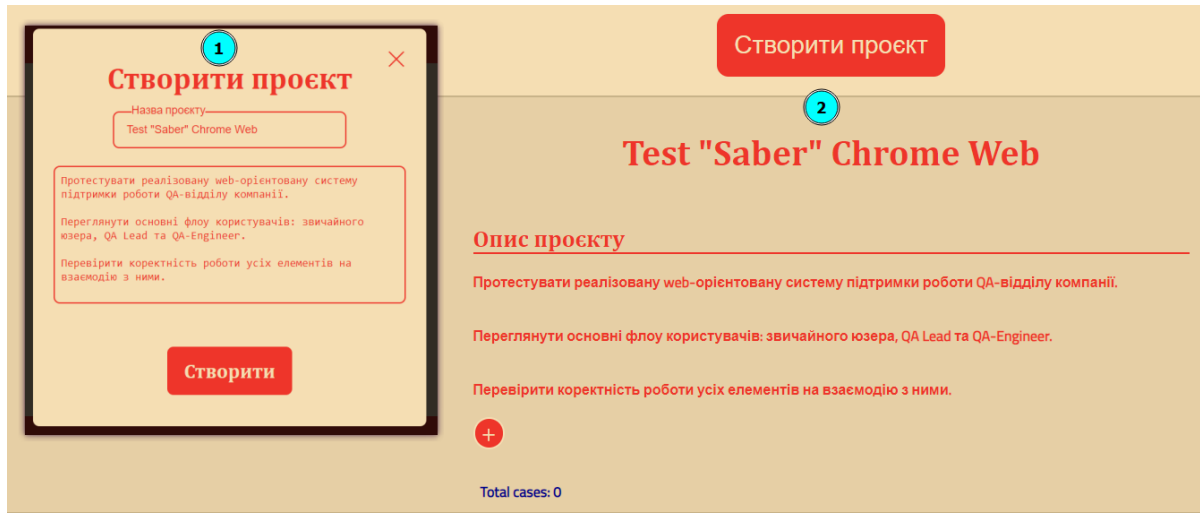 1
Створити проєкт
Назва проєкту
Test "Saber" Chrome Web
Протестувати реалізовану web-орієнтовану систему
підтримки роботи QA-відділу компанії.
Переглянути основні флоу користувачів: звичайного
юзера, QA Lead та QA-Engineer.
Перевірити коректність роботи усіх елементів на
взаємодію з ними.
Створити
Створити проєкт
2
Test "Saber" Chrome Web
Опис проєкту
Протестувати реалізовану web-орієнтовану систему підтримки роботи QA-відділу компанії.
Переглянути основні флоу користувачів: звичайного юзера, QA Lead та QA-Engineer.
Перевірити коректність роботи усіх елементів на взаємодію з ними.
+
Total cases: 0